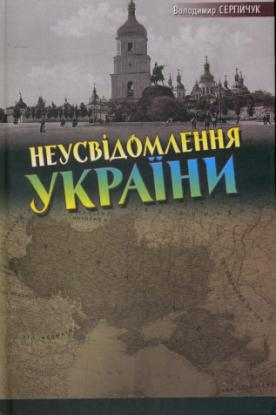 Володимир СЕРГІЙЧУК
НЕУСВІДОМЛЕННЯ
УКРАЇНИ